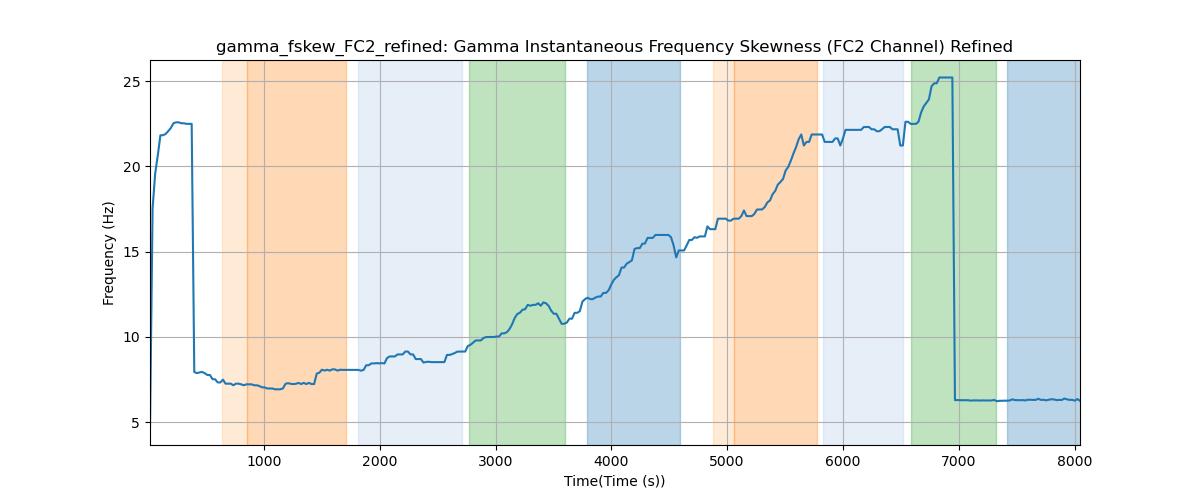 gamma_fskew_FC2_refined: Gamma Instantaneous Frequency Skewness (FC2 Channel) Refined
25
20
15
10
5
Frequency (Hz)
1000 2000 3000 4000 5000 6000 7000 8000
Time(Time (s))